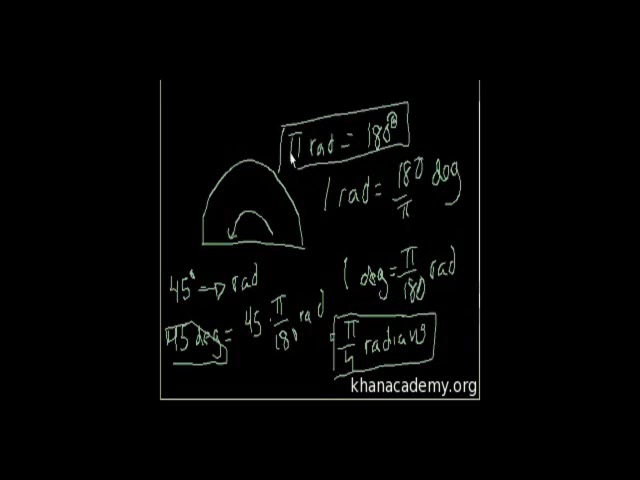 π rad = 180°
1 rad = 180/π deg
1 deg = π/180 rad
45° → rad
45 deg = 45 · π/180 rad = π/4 radians
khanacademy.org